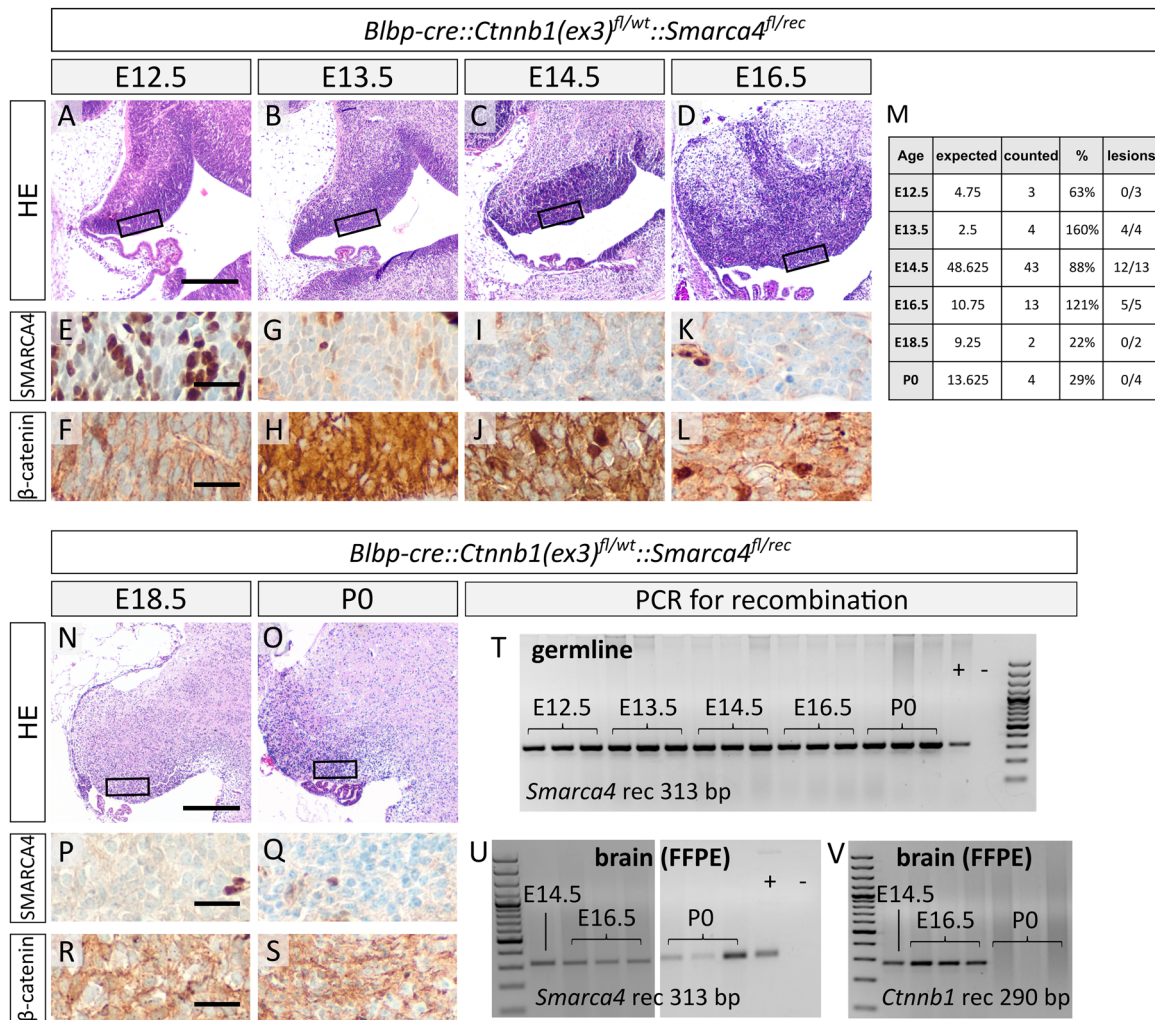 Blbp-cre::Ctnnb1(ex3)fl/wt::Smarca4fl/rec
E12.5 E13.5 E14.5 E16.5
HE
A B C D
M
Age expected counted % lesions
E12.5 4.75 3 63% 0/3
E13.5 2.5 4 160% 4/4
E14.5 48.625 43 88% 12/13
E16.5 10.75 13 121% 5/5
E18.5 9.25 2 22% 0/2
P0 13.625 4 29% 0/4
SMARCA4
E G I K
β-catenin
F H J L
Blbp-cre::Ctnnb1(ex3)fl/wt::Smarca4fl/rec
E18.5 P0 PCR for recombination
HE
N O
T germline
+ -
E12.5 E13.5 E14.5 E16.5 P0
Smarca4 rec 313 bp
SMARCA4
P Q
β-catenin
R S
U brain (FFPE)
+ -
E14.5
E16.5 P0
Smarca4 rec 313 bp
V brain (FFPE)
E14.5
E16.5 P0
Ctnnb1 rec 290 bp